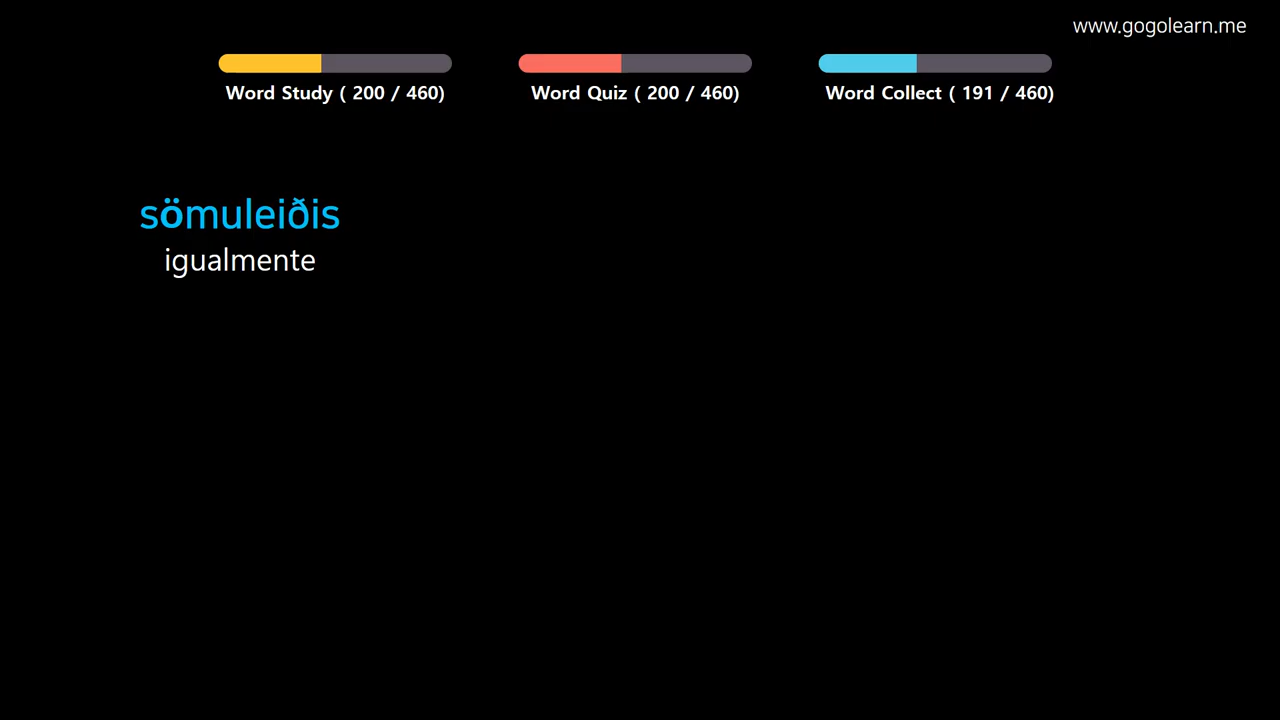 www.gogolearn.me
Word Study ( 200 / 460)
Word Quiz ( 200 / 460)
Word Collect ( 191 / 460)
sömuleiðis
igualmente